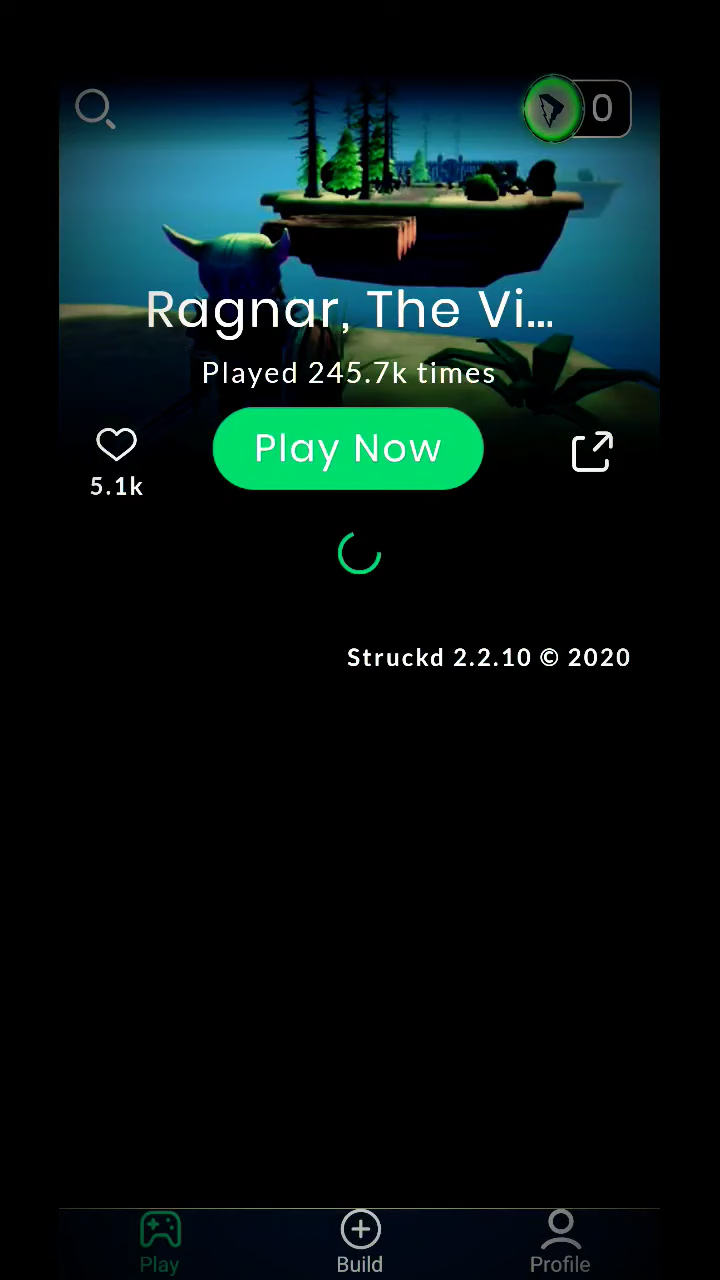 0
Ragnar, The Vi...
Played 245.7k times
Play Now
5.1k
Struckd 2.2.10 © 2020
Play
Build
Profile